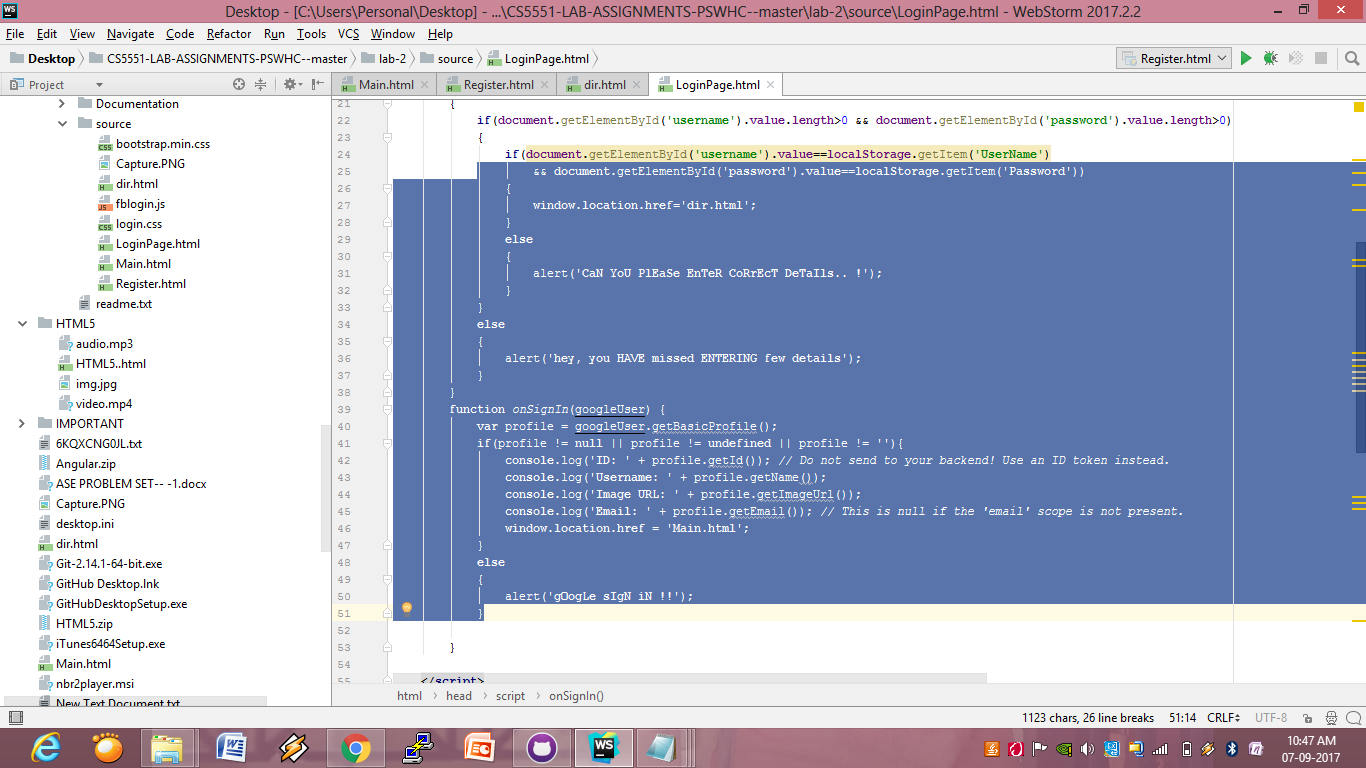 WS
Desktop - [C:\Users\Personal\Desktop] - ...\CS5551-LAB-ASSIGNMENTS-PSWHC--master\lab-2\source\LoginPage.html - WebStorm 2017.2.2
File Edit View Navigate Code Refactor Run Tools VCS Window Help
Desktop CS5551-LAB-ASSIGNMENTS-PSWHC--master lab-2 source LoginPage.html Register.html
Project Main.html Register.html dir.html LoginPage.html
Documentation
source
bootstrap.min.css
Capture.PNG
dir.html
fblogin.js
login.css
LoginPage.html
Main.html
Register.html
readme.txt
HTML5
audio.mp3
HTML5..html
img.jpg
video.mp4
IMPORTANT
6KQXCNG0JL.txt
Angular.zip
ASE PROBLEM SET-- -1.docx
Capture.PNG
desktop.ini
dir.html
Git-2.14.1-64-bit.exe
GitHub Desktop.lnk
GitHubDesktopSetup.exe
HTML5.zip
iTunes6464Setup.exe
Main.html
nbr2player.msi
New Text Document.txt
21 {
22 if(document.getElementById('username').value.length>0 && document.getElementById('password').value.length>0)
23 {
24 if(document.getElementById('username').value==localStorage.getItem('UserName')
25 && document.getElementById('password').value==localStorage.getItem('Password'))
26 {
27 window.location.href='dir.html';
28 }
29 else
30 {
31 alert('CaN YoU PlEaSe EnTeR CoRrEcT DeTaIls.. !');
32 }
33 }
34 else
35 {
36 alert('hey, you HAVE missed ENTERING few details');
37 }
38 }
39 function onSignIn(googleUser) {
40 var profile = googleUser.getBasicProfile();
41 if(profile != null || profile != undefined || profile != ''){
42 console.log('ID: ' + profile.getId()); // Do not send to your backend! Use an ID token instead.
43 console.log('Username: ' + profile.getName());
44 console.log('Image URL: ' + profile.getImageUrl());
45 console.log('Email: ' + profile.getEmail()); // This is null if the 'email' scope is not present.
46 window.location.href = 'Main.html';
47 }
48 else
49 {
50 alert('gOogLe sIgN iN !!');
51 }
52
53 }
54
55 </script>
html head script onSignIn()
1123 chars, 26 line breaks 51:14 CRLF UTF-8
10:47 AM
07-09-2017